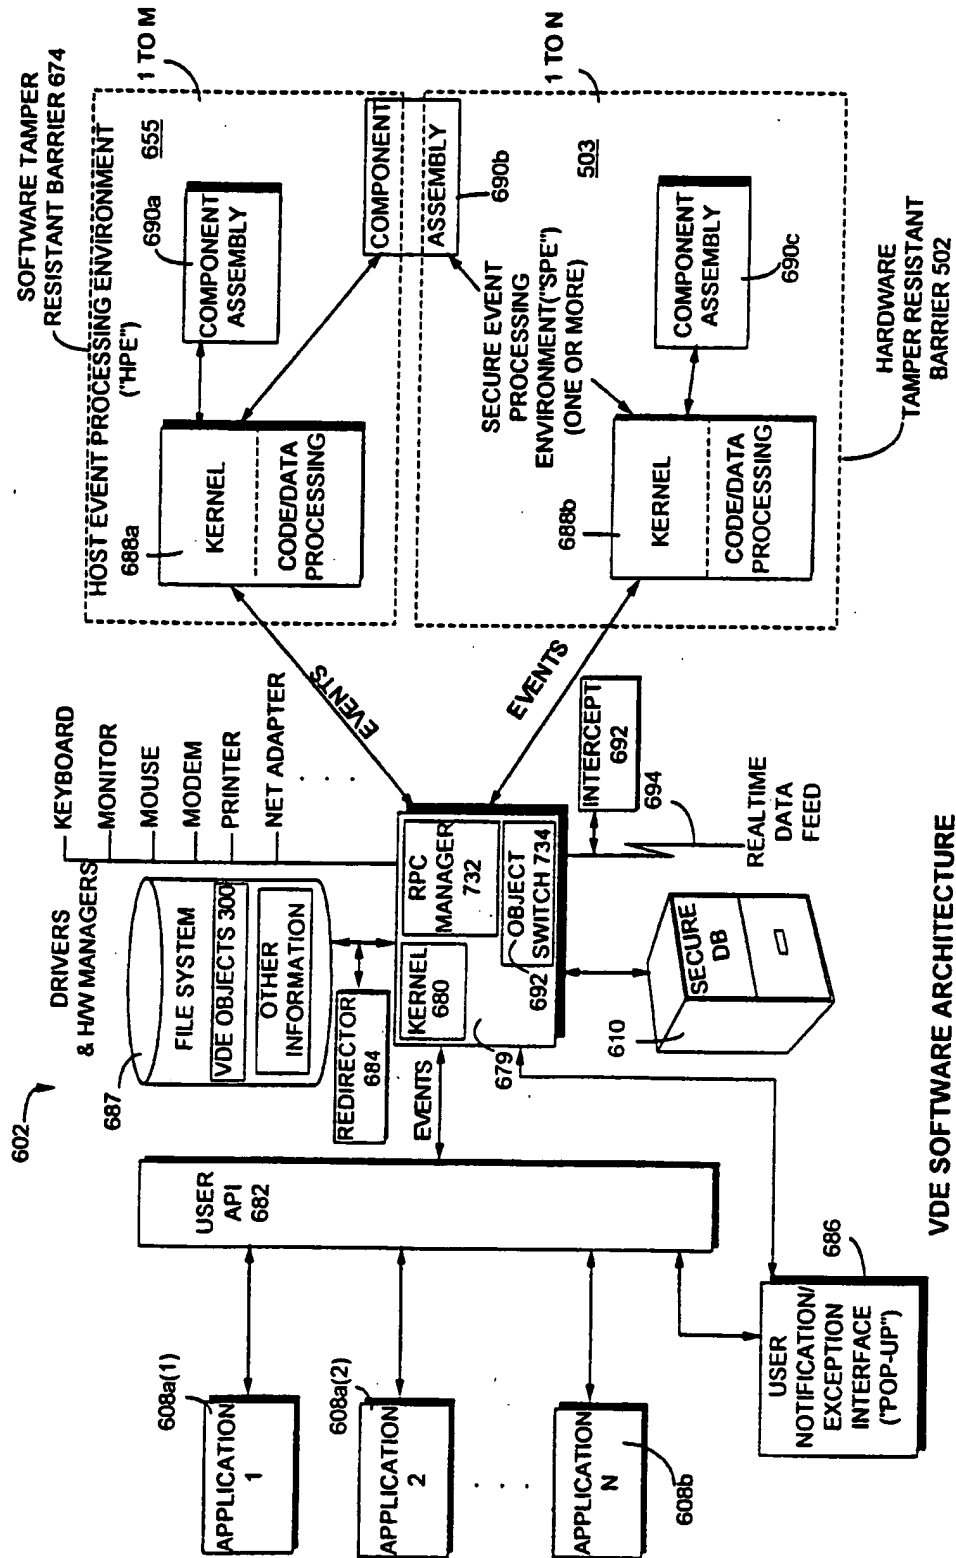 602
DRIVERS
& H/W MANAGERS
KEYBOARD
MONITOR
MOUSE
MODEM
PRINTER
NET ADAPTER
. . . .
687
FILE SYSTEM
VDE OBJECTS 300
OTHER
INFORMATION
REDIRECTOR
684
608a(1)
APPLICATION
1
608a(2)
APPLICATION
2
. . . .
APPLICATION
N
608b
USER
API
682
EVENTS
KERNEL
680
RPC
MANAGER
732
692
OBJECT
SWITCH 734
679
INTERCEPT
692
694
REALTIME
DATA
FEED
610
SECURE
DB
USER
NOTIFICATION/
EXCEPTION
INTERFACE
("POP-UP")
686
EVENTS
EVENTS
SOFTWARE TAMPER
RESISTANT BARRIER 674
HOST EVENT PROCESSING ENVIRONMENT
("HPE")
1 TO M
655
688a
KERNEL
CODE/DATA
PROCESSING
690a
COMPONENT
ASSEMBLY
COMPONENT
ASSEMBLY
690b
1 TO N
503
SECURE EVENT
PROCESSING
ENVIRONMENT("SPE")
(ONE OR MORE)
688b
KERNEL
CODE/DATA
PROCESSING
COMPONENT
ASSEMBLY
690c
HARDWARE
TAMPER RESISTANT
BARRIER 502
VDE SOFTWARE ARCHITECTURE